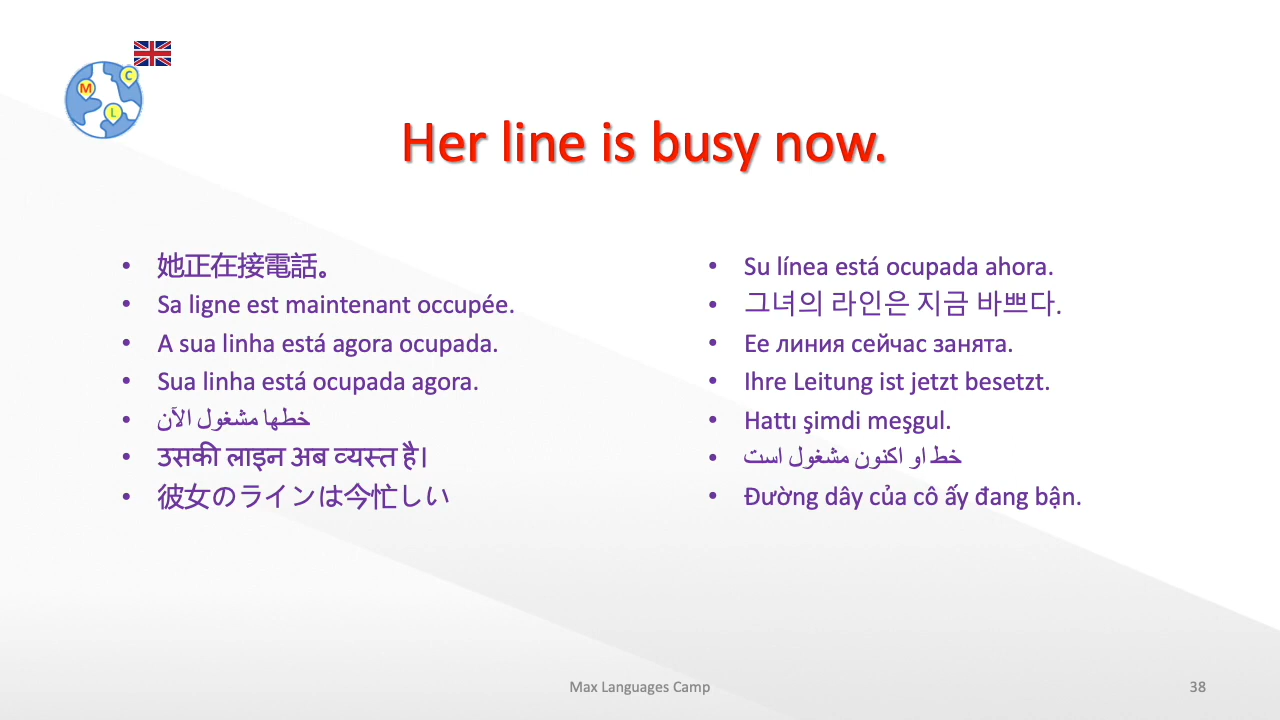 M
C
L
Her line is busy now.
• 她正在接電話。
• Sa ligne est maintenant occupée.
• A sua linha está agora ocupada.
• Sua linha está ocupada agora.
• خطها مشغول الآن
• उसकी लाइन अब व्यस्त है।
• 彼女のラインは今忙しい
• Su línea está ocupada ahora.
• 그녀의 라인은 지금 바쁘다.
• Ее линия сейчас занята.
• Ihre Leitung ist jetzt besetzt.
• Hattı şimdi meşgul.
• خط او اکنون مشغول است
• Đường dây của cô ấy đang bận.
Max Languages Camp
38